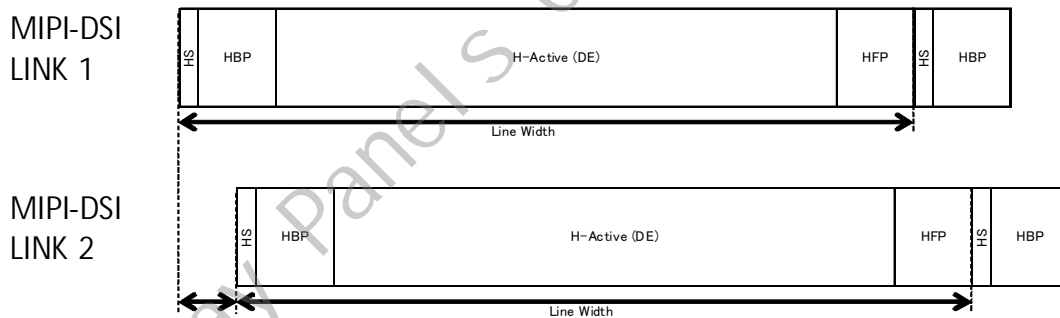 MIPI-DSI
LINK 1
HS HBP H-Active (DE) HFP HS HBP
Line Width
MIPI-DSI
LINK 2
HS HBP H-Active (DE) HFP HS HBP
Line Width
Panels